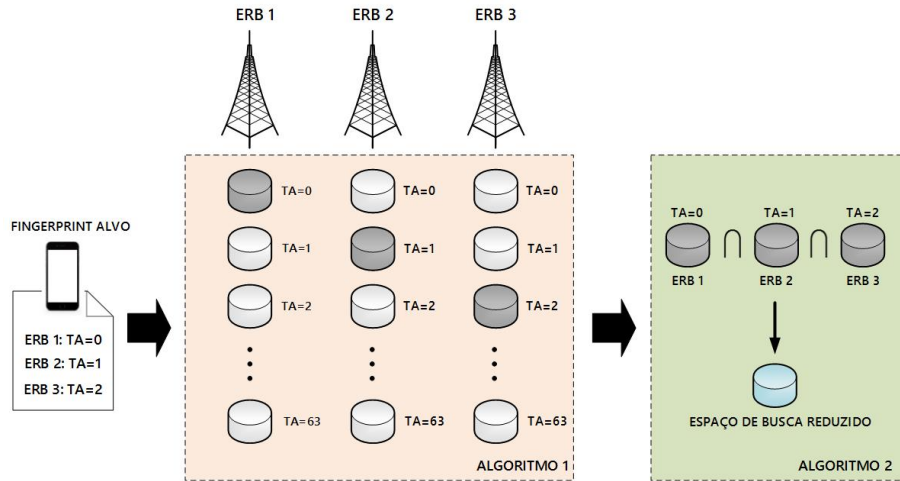 ERB 1 ERB 2 ERB 3
FINGERPRINT ALVO
ERB 1: TA=0
ERB 2: TA=1
ERB 3: TA=2
TA=0 TA=0 TA=0
TA=1 TA=1 TA=1
TA=2 TA=2 TA=2
TA=63 TA=63 TA=63
ALGORITMO 1
TA=0 TA=1 TA=2
ERB 1 ERB 2 ERB 3
ESPAÇO DE BUSCA REDUZIDO
ALGORITMO 2